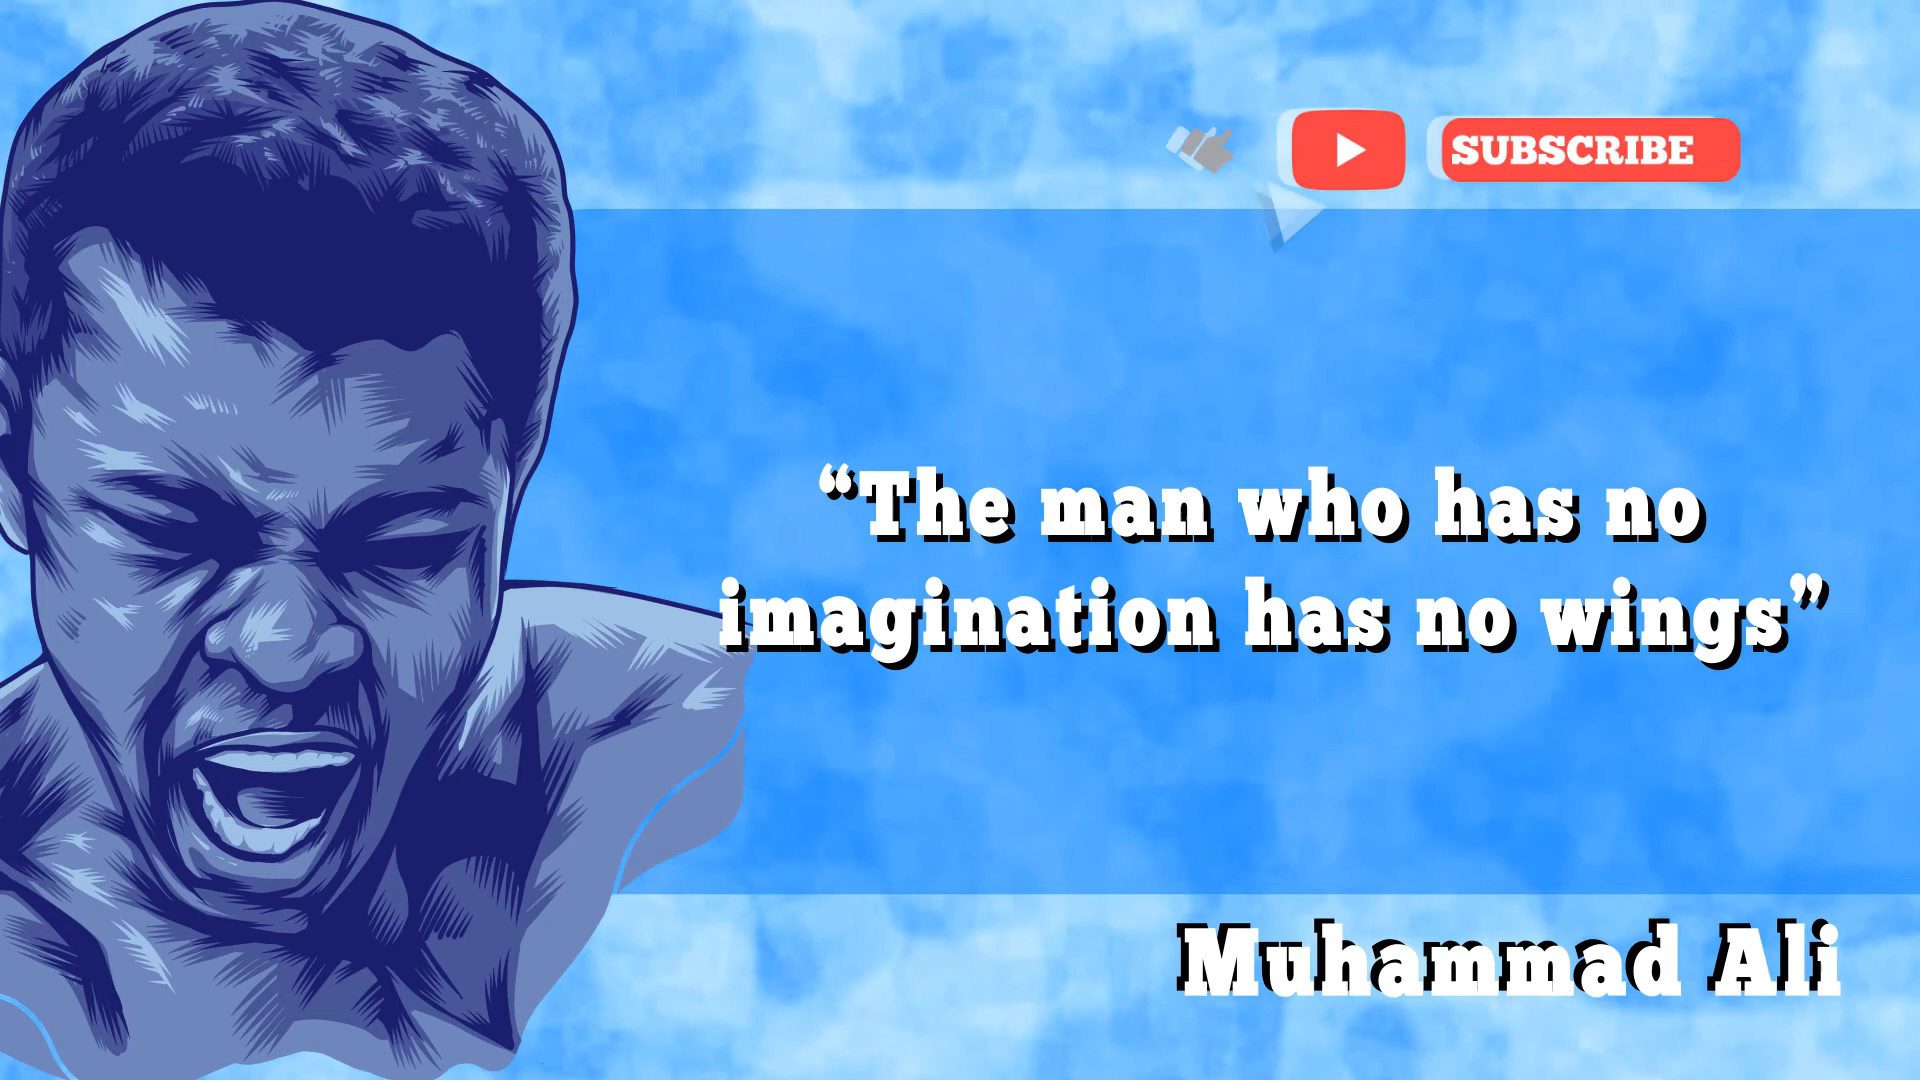 SUBSCRIBE
“The man who has no
imagination has no wings”
Muhammad Ali